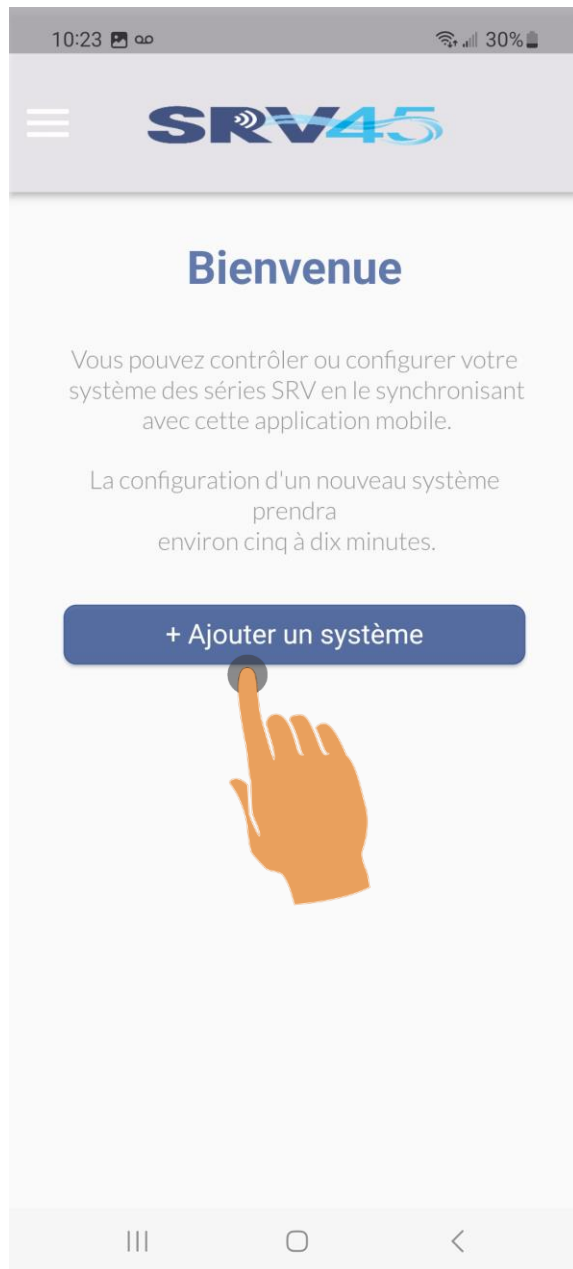 10:23 30%
SRV45
Bienvenue
Vous pouvez contrôler ou configurer votre
système des séries SRV en le synchronisant
avec cette application mobile.
La configuration d'un nouveau système
prendra
environ cinq à dix minutes.
+ Ajouter un système